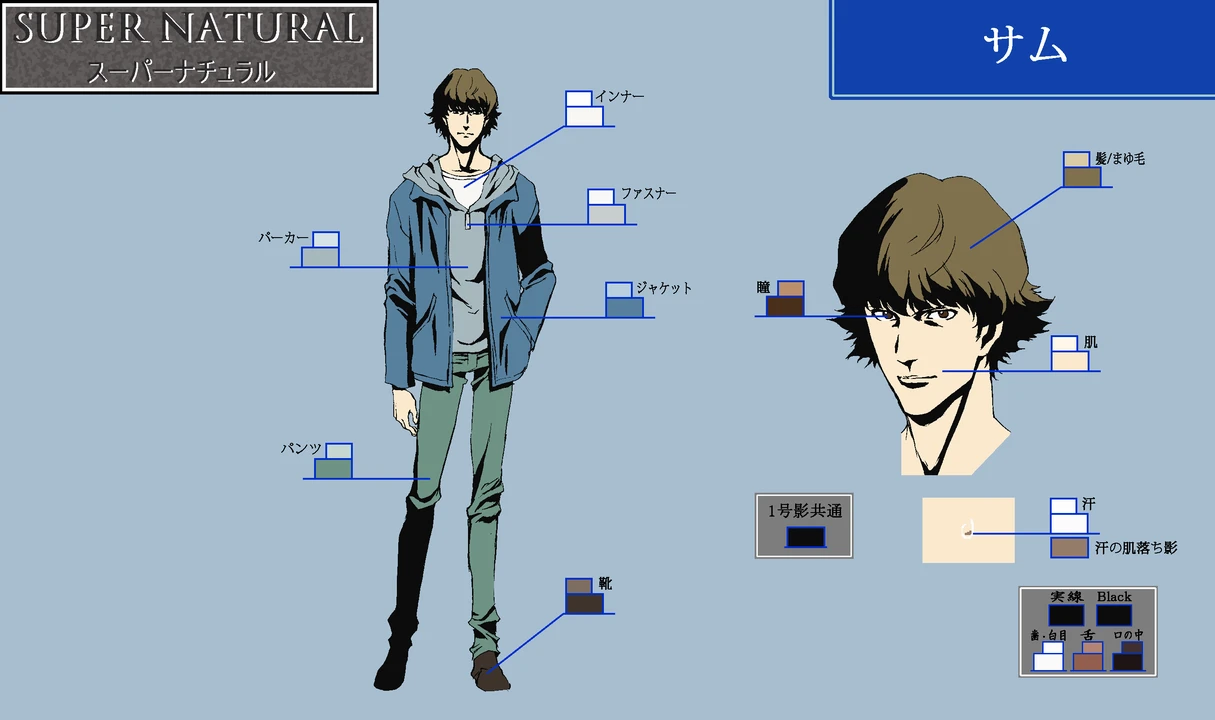 SUPER NATURAL
スーパーナチュラル
サム
インナー
ファスナー
パーカー
ジャケット
パンツ
靴
髪/まゆ毛
瞳
肌
1号影共通
汗
汗の肌落ち影
実線 Black
歯・白目 舌 口の中